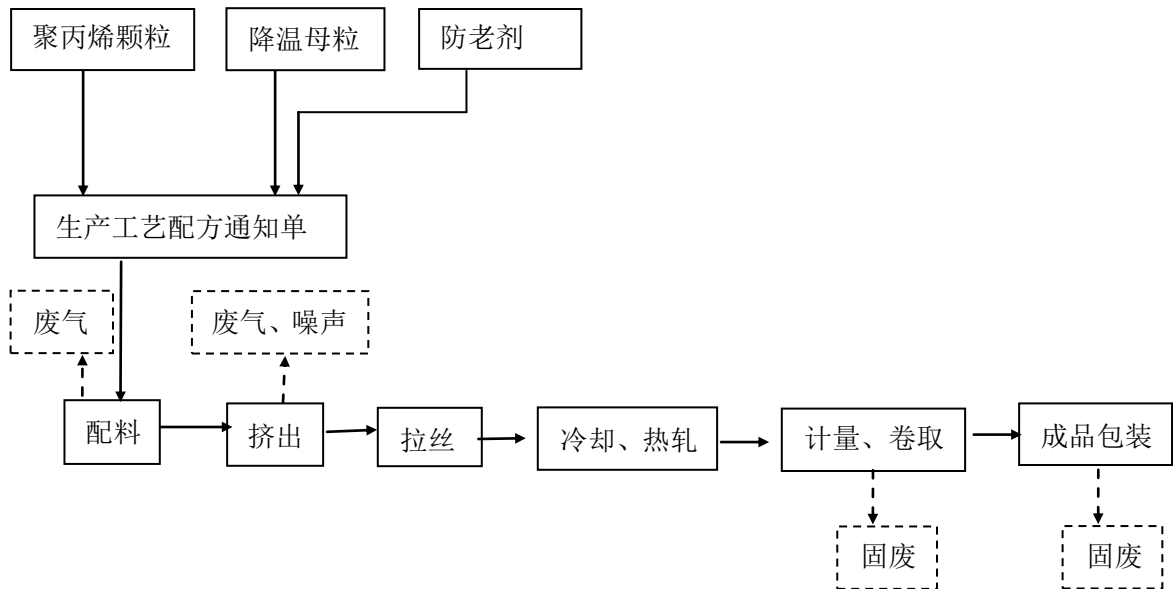 聚丙烯颗粒
降温母粒
防老剂
生产工艺配方通知单
废气
废气、噪声
配料
挤出
拉丝
冷却、热轧
计量、卷取
成品包装
固废
固废